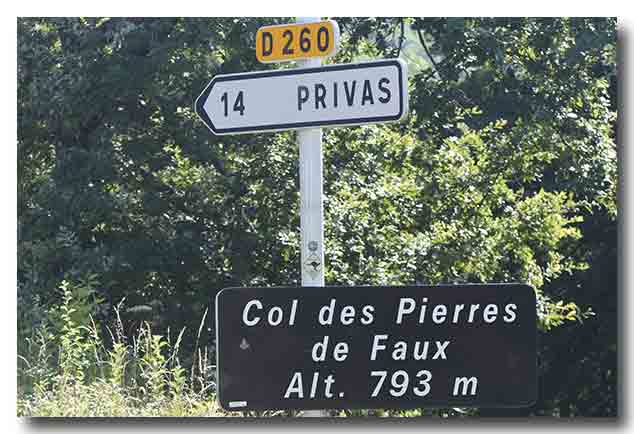 D 260
14 PRIVAS
Col des Pierres
de Faux
Alt. 793 m